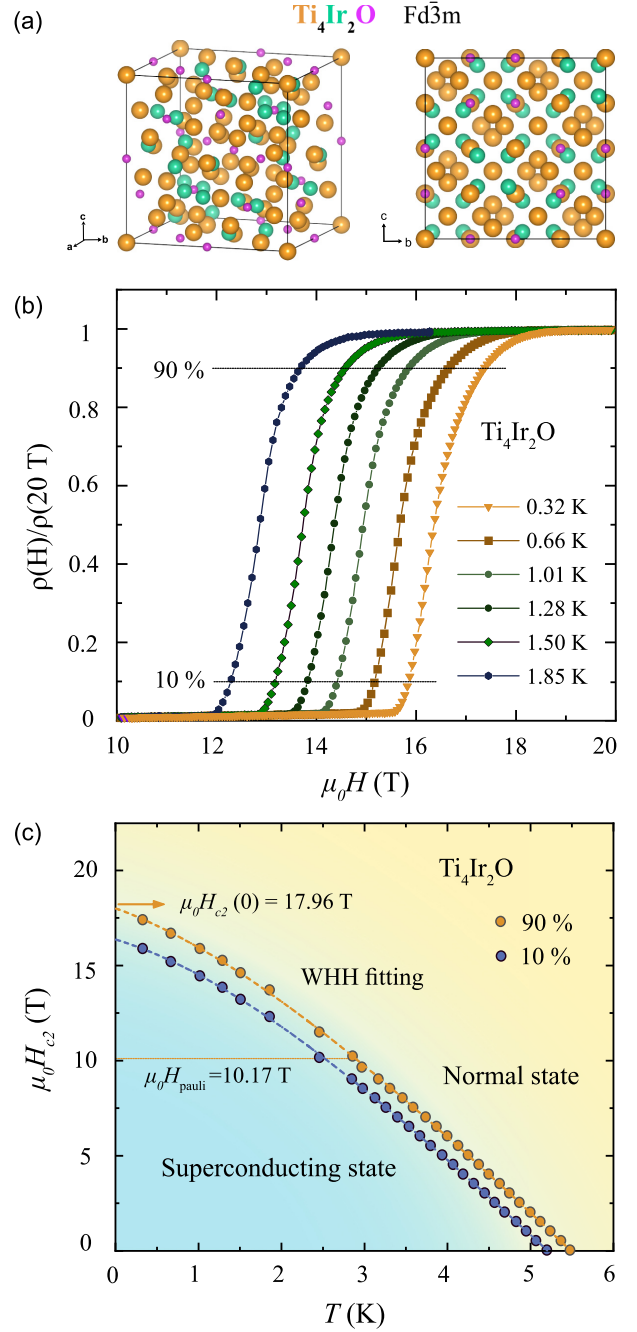 (a)
Ti₄Ir₂O Fd3̄m
c
a
b
c
b
(b)
1
0.8
0.6
0.4
0.2
0
90 %
10 %
Ti₄Ir₂O
0.32 K
0.66 K
1.01 K
1.28 K
1.50 K
1.85 K
ρ(H)/ρ(20 T)
10 12 14 16 18 20
μ₀H (T)
(c)
20
15
10
5
0
Ti₄Ir₂O
μ₀H_c2 (0) = 17.96 T
90 %
10 %
WHH fitting
μ₀H_pauli =10.17 T
Normal state
Superconducting state
μ₀H_c2 (T)
0 1 2 3 4 5 6
T (K)